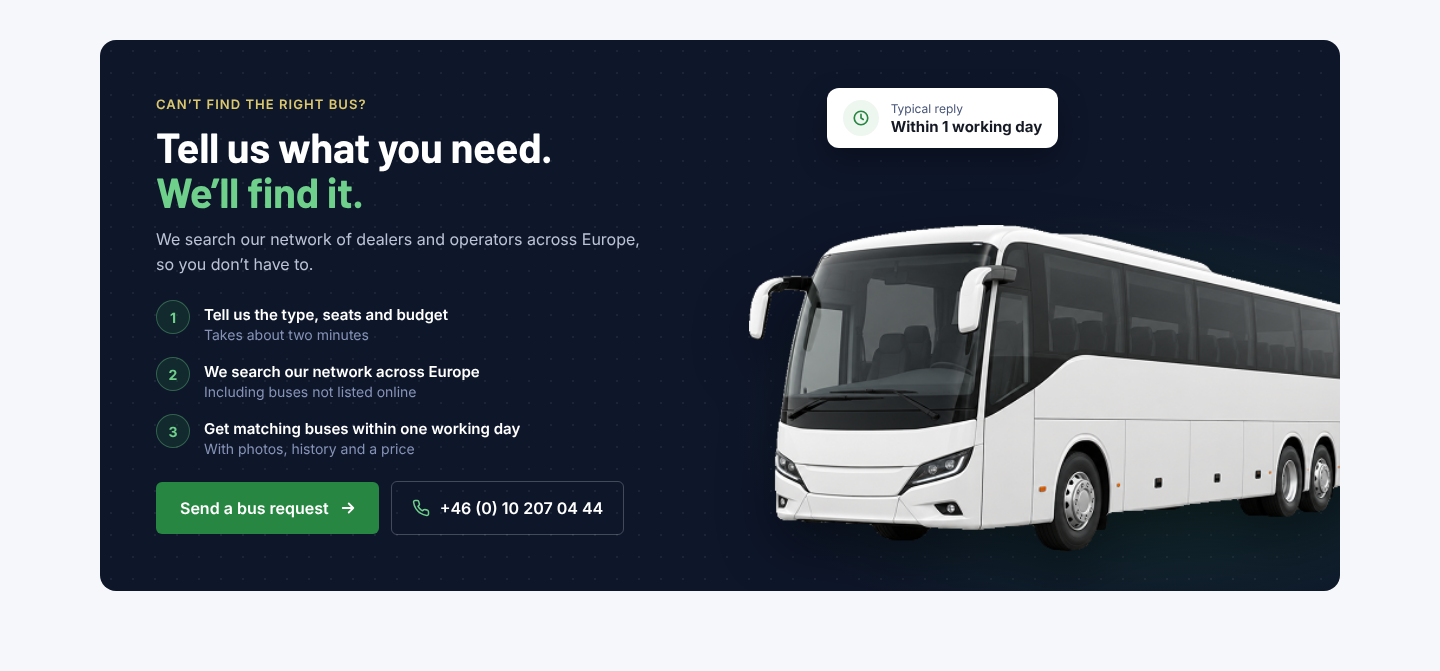 CAN’T FIND THE RIGHT BUS?
Tell us what you need.
We’ll find it.
We search our network of dealers and operators across Europe,
so you don’t have to.
1
Tell us the type, seats and budget
Takes about two minutes
2
We search our network across Europe
Including buses not listed online
3
Get matching buses within one working day
With photos, history and a price
Send a bus request →
+46 (0) 10 207 04 44
Typical reply
Within 1 working day